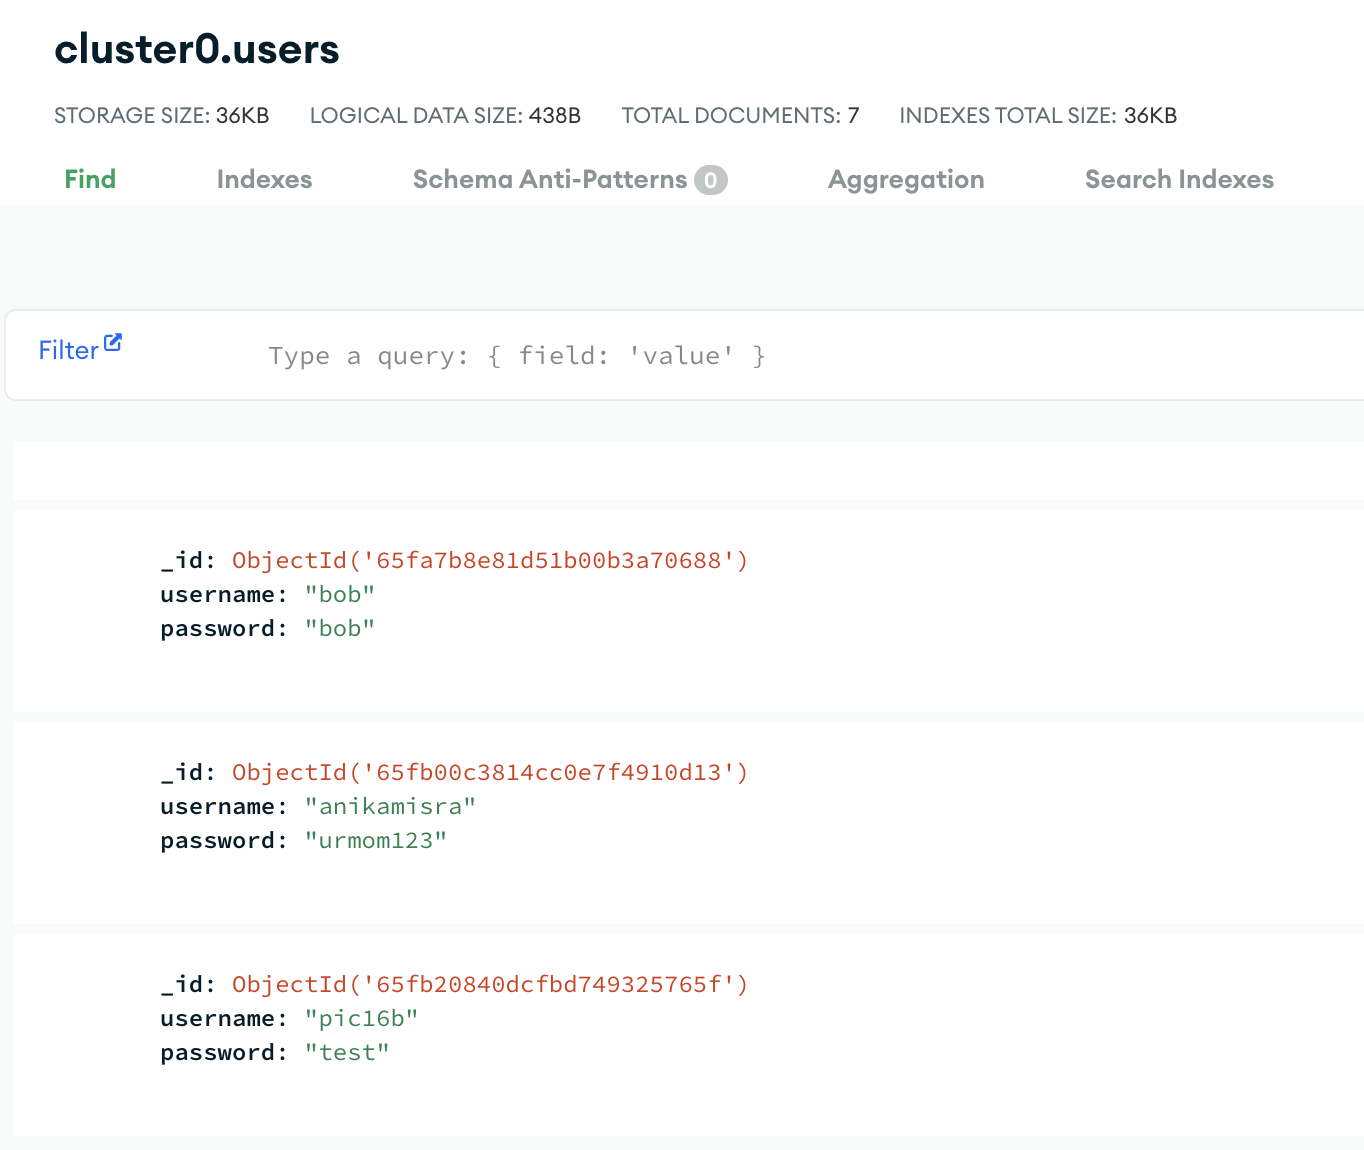 cluster0.users
STORAGE SIZE: 36KB LOGICAL DATA SIZE: 438B TOTAL DOCUMENTS: 7 INDEXES TOTAL SIZE: 36KB
Find Indexes Schema Anti-Patterns 0 Aggregation Search Indexes
Filter Type a query: { field: 'value' }
_id: ObjectId('65fa7b8e81d51b00b3a70688')
username: "bob"
password: "bob"
_id: ObjectId('65fb00c3814cc0e7f4910d13')
username: "anikamisra"
password: "urmom123"
_id: ObjectId('65fb20840dcfbd749325765f')
username: "pic16b"
password: "test"